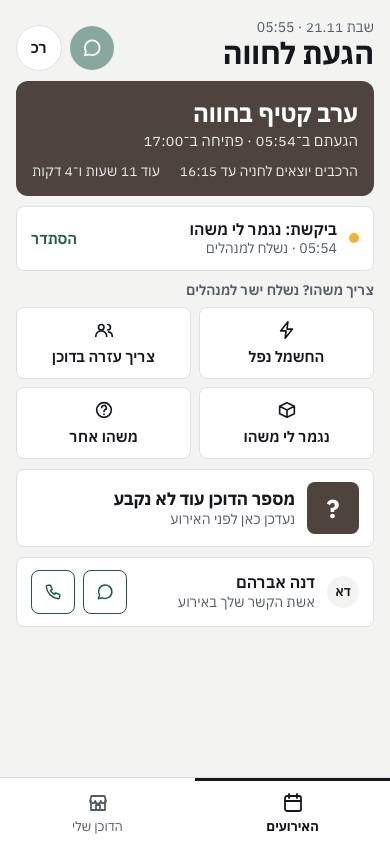 שבת 21.11 · 05:55
הגעת לחווה
רכ
ערב קטיף בחווה
הגעתם ב־05:54 · פתיחה ב־17:00
הרכבים יוצאים לחניה עד 16:15
עוד 11 שעות ו־4 דקות
ביקשת: נגמר לי משהו
05:54 · נשלח למנהלים
הסתדר
צריך משהו? נשלח ישר למנהלים
החשמל נפל
צריך עזרה בדוכן
נגמר לי משהו
משהו אחר
?
מספר הדוכן עוד לא נקבע
נעדכן כאן לפני האירוע
דא
דנה אברהם
אשת הקשר שלך באירוע
האירועים
הדוכן שלי